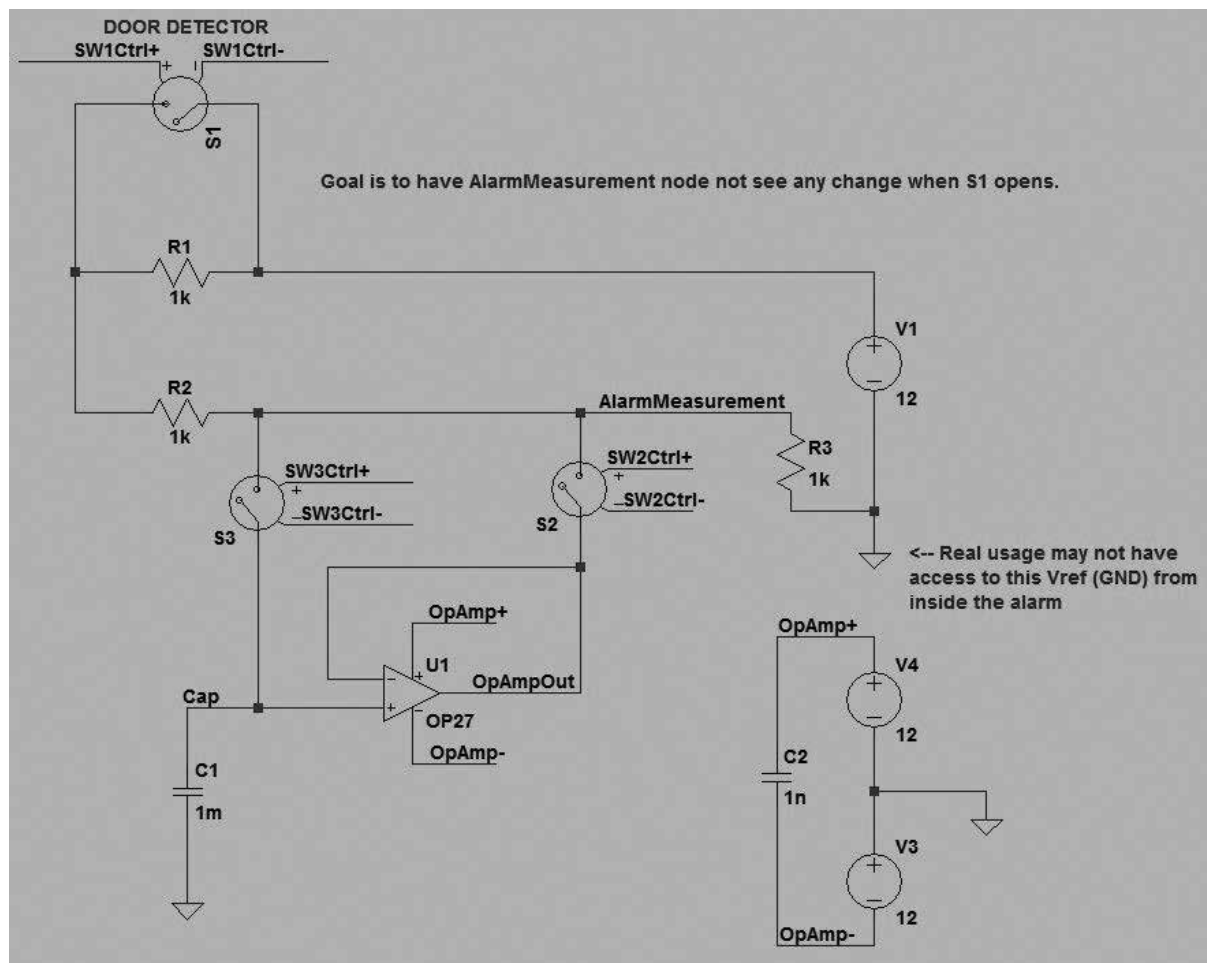 DOOR DETECTOR
SW1Ctrl+ SW1Ctrl-
+ -
S1
Goal is to have AlarmMeasurement node not see any change when S1 opens.
R1
1k
V1
+
-
12
R2
1k
AlarmMeasurement
R3
1k
SW3Ctrl+
+
-SW3Ctrl-
S3
SW2Ctrl+
+
-SW2Ctrl-
S2
<-- Real usage may not have
access to this Vref (GND) from
inside the alarm
OpAmp+
U1
OpAmpOut
OP27
OpAmp-
- +
+ -
Cap
C1
1m
OpAmp+
V4
+
-
12
C2
1n
V3
+
-
12
OpAmp-